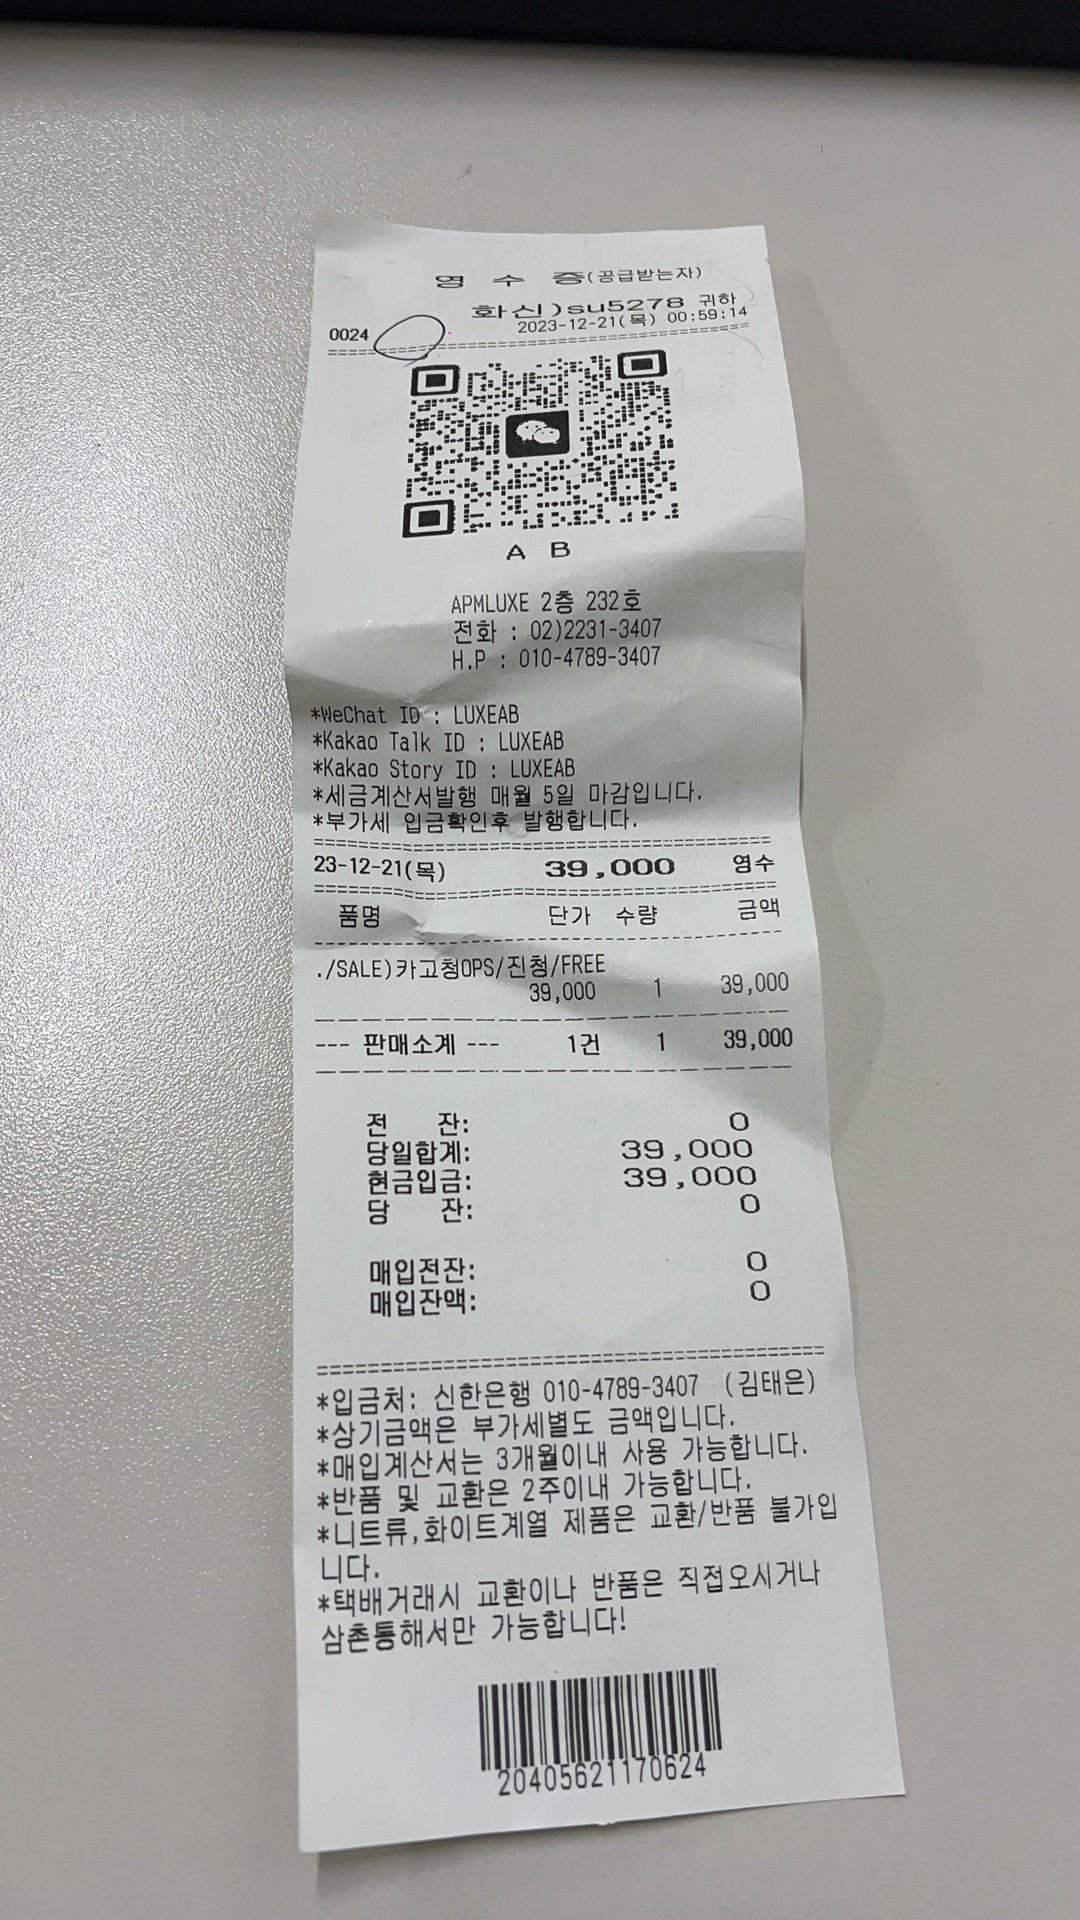 영 수 증(공급받는자)
화신)su5278 귀하
0024 2023-12-21(목) 00:59:14
A B
APMLUXE 2층 232호
전화 : 02)2231-3407
H.P : 010-4789-3407
*WeChat ID : LUXEAB
*Kakao Talk ID : LUXEAB
*Kakao Story ID : LUXEAB
*세금계산서발행 매월 5일 마감입니다.
*부가세 입금확인후 발행합니다.
23-12-21(목) 39,000 영수
품명 단가 수량 금액
./SALE)카고청OPS/진청/FREE
39,000 1 39,000
--- 판매소계 --- 1건 1 39,000
전 잔: 0
당일합계: 39,000
현금입금: 39,000
당 잔: 0
매입전잔: 0
매입잔액: 0
*입금처: 신한은행 010-4789-3407 (김태은)
*상기금액은 부가세별도 금액입니다.
*매입계산서는 3개월이내 사용 가능합니다.
*반품 및 교환은 2주이내 가능합니다.
*니트류,화이트계열 제품은 교환/반품 불가입
니다.
*택배거래시 교환이나 반품은 직접오시거나
삼촌통해서만 가능합니다!
20405621170624